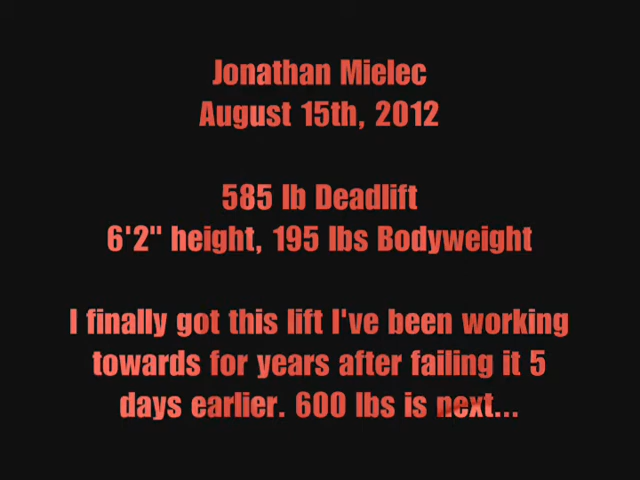 Jonathan Mielec
August 15th, 2012
585 lb Deadlift
6'2" height, 195 lbs Bodyweight
I finally got this lift I've been working
towards for years after failing it 5
days earlier. 600 lbs is next...